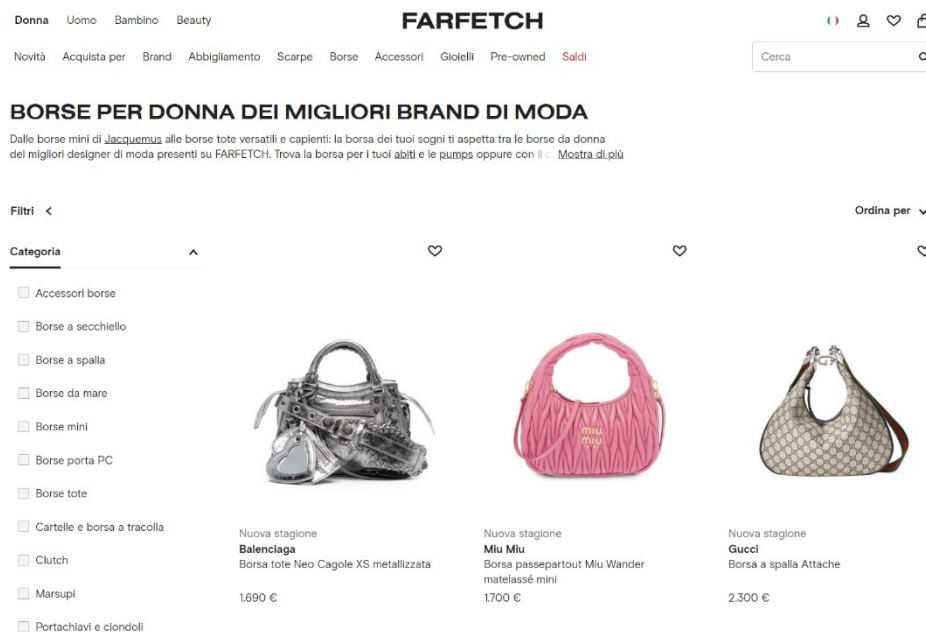 Donna Uomo Bambino Beauty
FARFETCH
Novità Acquista per Brand Abbigliamento Scarpe Borse Accessori Gioielli Pre-owned Saldi
Cerca
BORSE PER DONNA DEI MIGLIORI BRAND DI MODA
Dalle borse mini di Jacquemus alle borse tote versatili e capienti: la borsa dei tuoi sogni ti aspetta tra le borse da donna
dei migliori designer di moda presenti su FARFETCH. Trova la borsa per i tuoi abiti e le pumps oppure con il Mostra di più
Filtri
Ordina per
Categoria
Accessori borse
Borse a secchiello
Borse a spalla
Borse da mare
Borse mini
Borse porta PC
Borse tote
Cartelle e borsa a tracolla
Clutch
Marsupi
Portachiavi e ciondoli
miu
miu
Nuova stagione
Balenciaga
Borsa tote Neo Cagole XS metallizzata
1.690 €
Nuova stagione
Miu Miu
Borsa passepartout Miu Wander
matelassé mini
1.700 €
Nuova stagione
Gucci
Borsa a spalla Attache
2.300 €